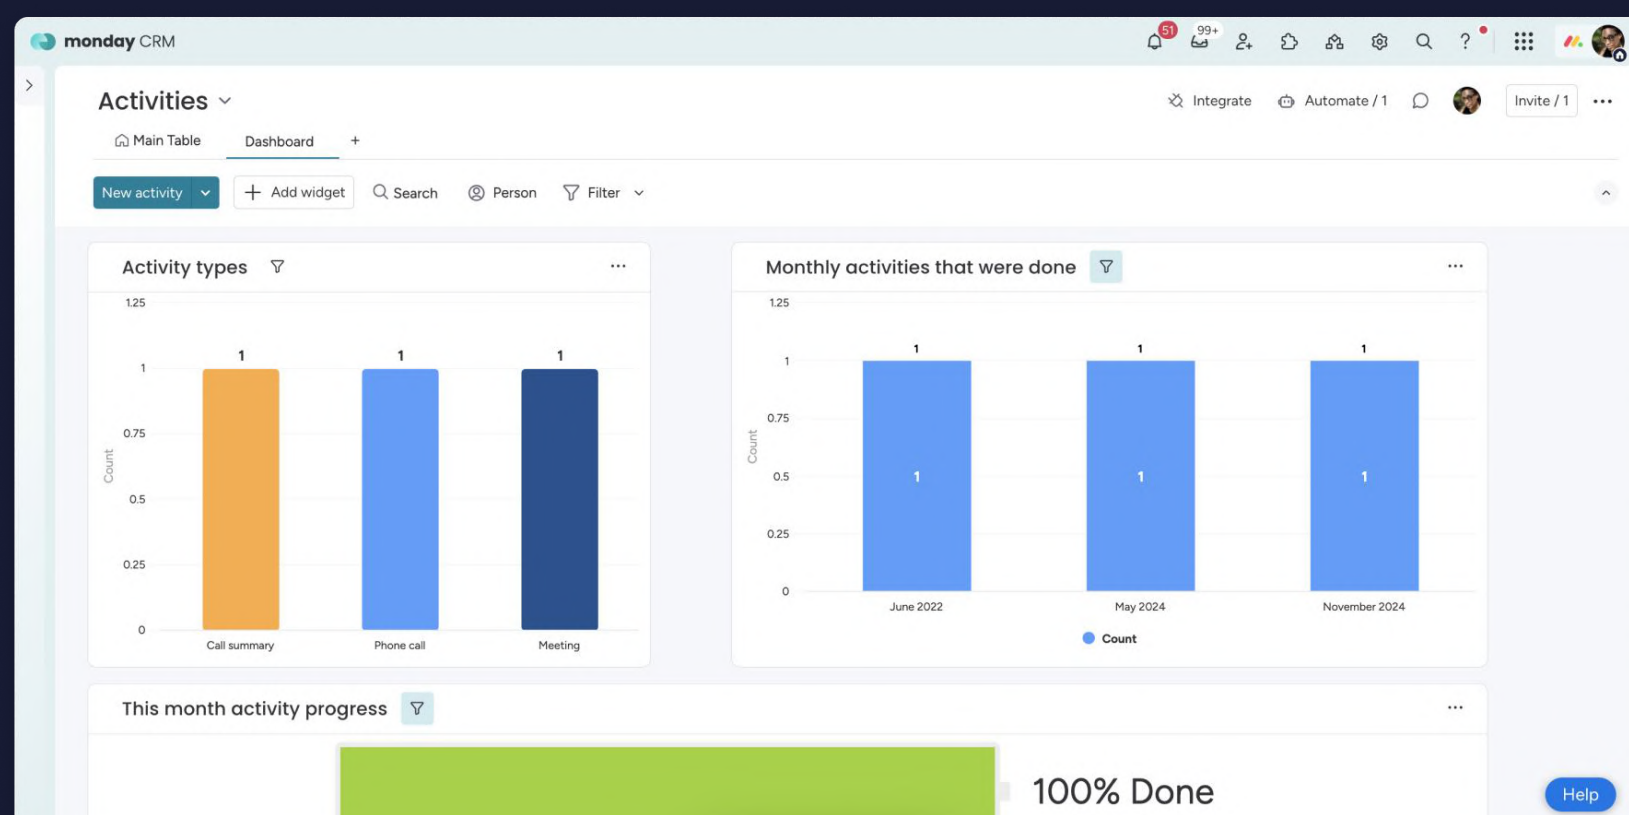 monday CRM
51
99+
Activities
Integrate
Automate / 1
Invite / 1
Main Table
Dashboard
New activity
Add widget
Search
Person
Filter
Activity types
1.25
1
0.75
0.5
0.25
0
Count
1
1
1
Call summary
Phone call
Meeting
Monthly activities that were done
1.25
1
0.75
0.5
0.25
0
Count
1
1
1
1
1
1
June 2022
May 2024
November 2024
Count
This month activity progress
100% Done
Help